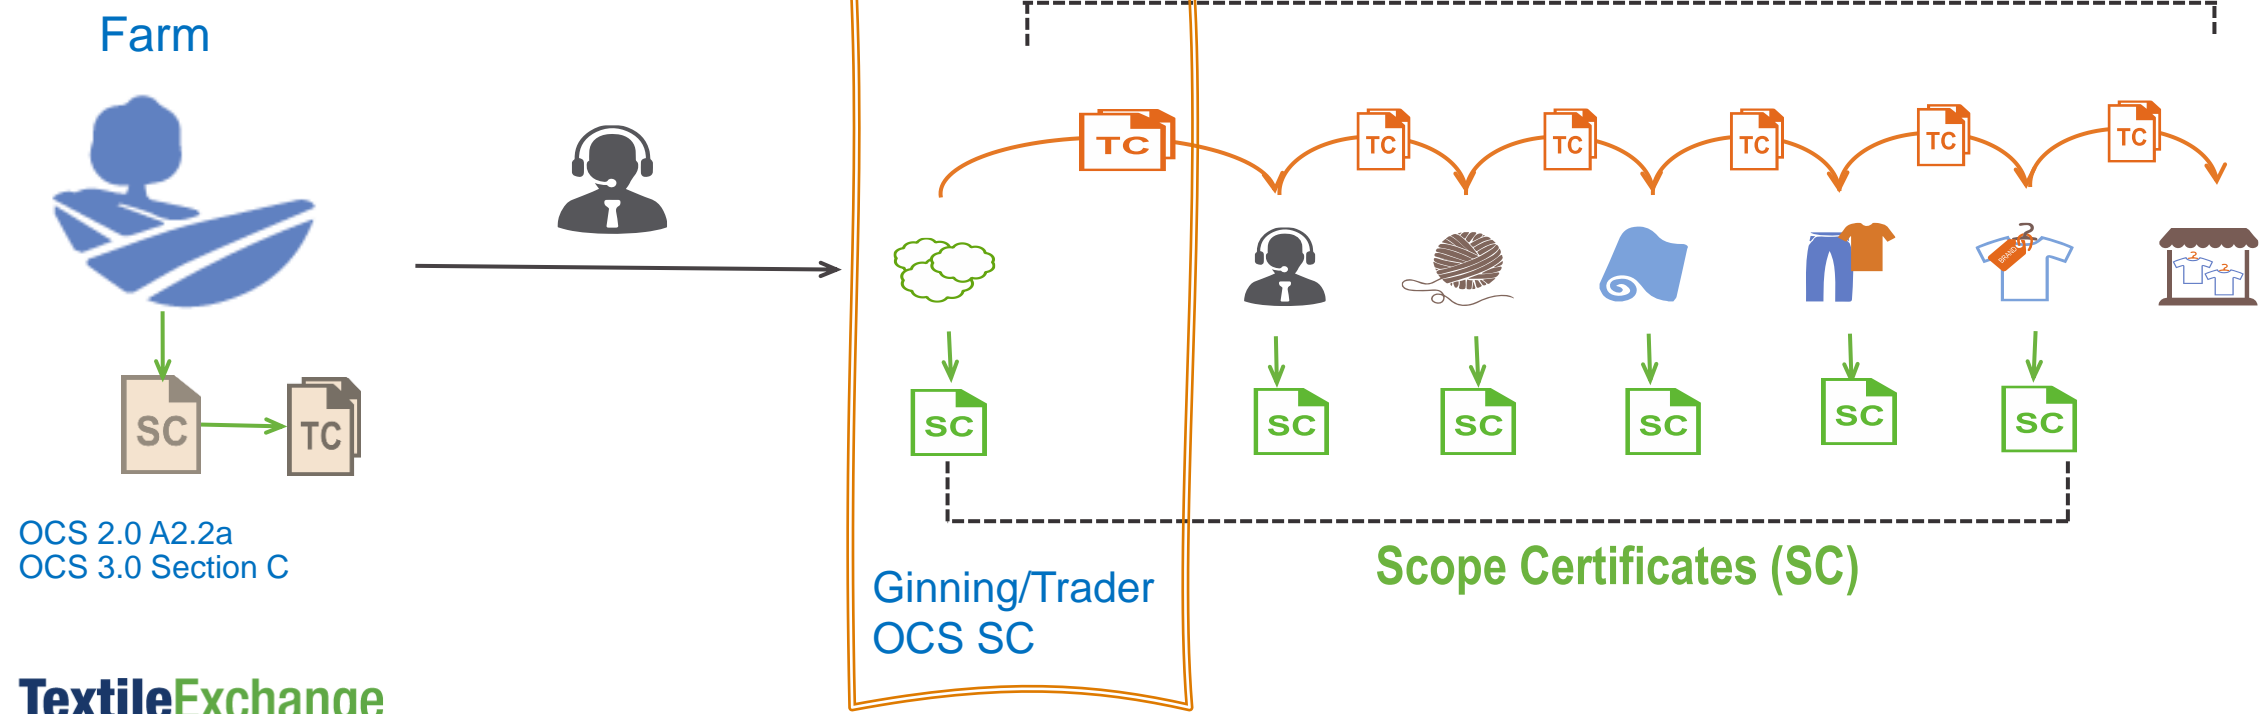 Farm
TC
TC
TC
TC
TC
TC
BRAND
SC
TC
SC
SC
SC
SC
SC
SC
OCS 2.0 A2.2a
OCS 3.0 Section C
Scope Certificates (SC)
Ginning/Trader
OCS SC
TextileExchange